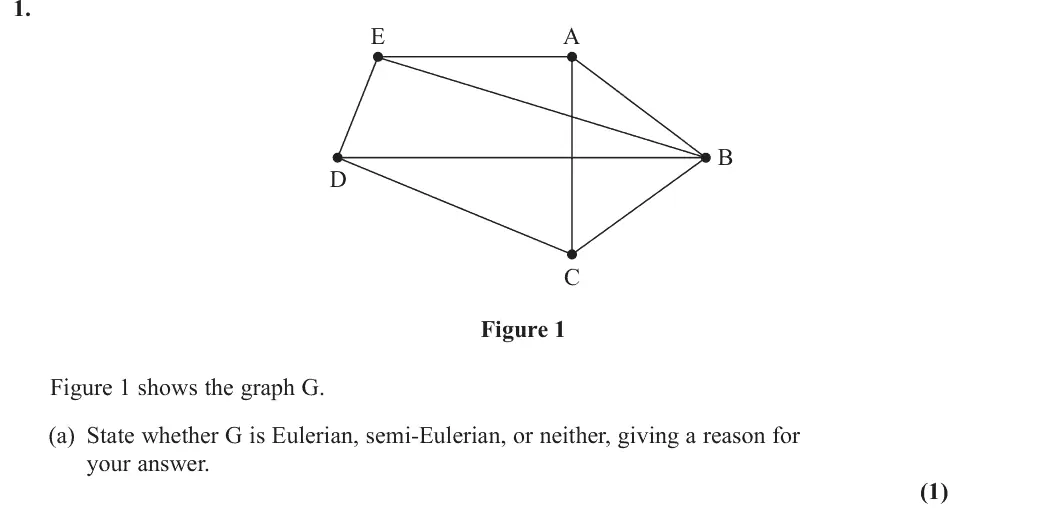 1.
E
A
B
D
C
Figure 1
Figure 1 shows the graph G.
(a) State whether G is Eulerian, semi-Eulerian, or neither, giving a reason for
your answer.
(1)